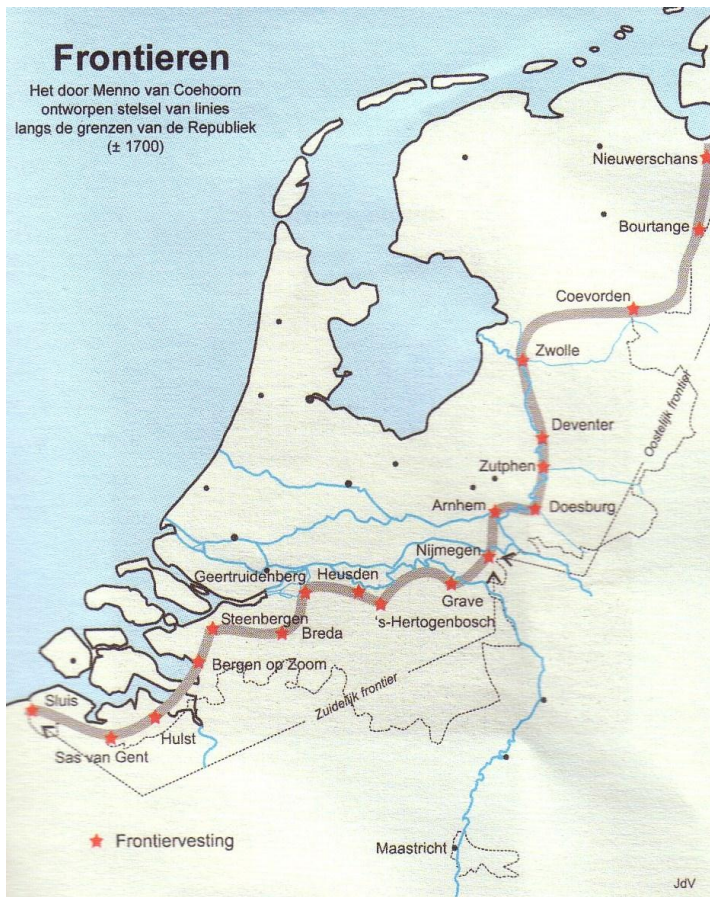 Frontieren
Het door Menno van Coehoorn
ontworpen stelsel van linies
langs de grenzen van de Republiek
(± 1700)
Nieuwerschans
Bourtange
Coevorden
Zwolle
Oostelijk frontier
Deventer
Zutphen
Arnhem
Doesburg
Nijmegen
Geertruidenberg
Heusden
Grave
's-Hertogenbosch
Steenbergen
Breda
Bergen op Zoom
Zuidelijk frontier
Sluis
Hulst
Sas van Gent
Frontiervesting
Maastricht
JdV